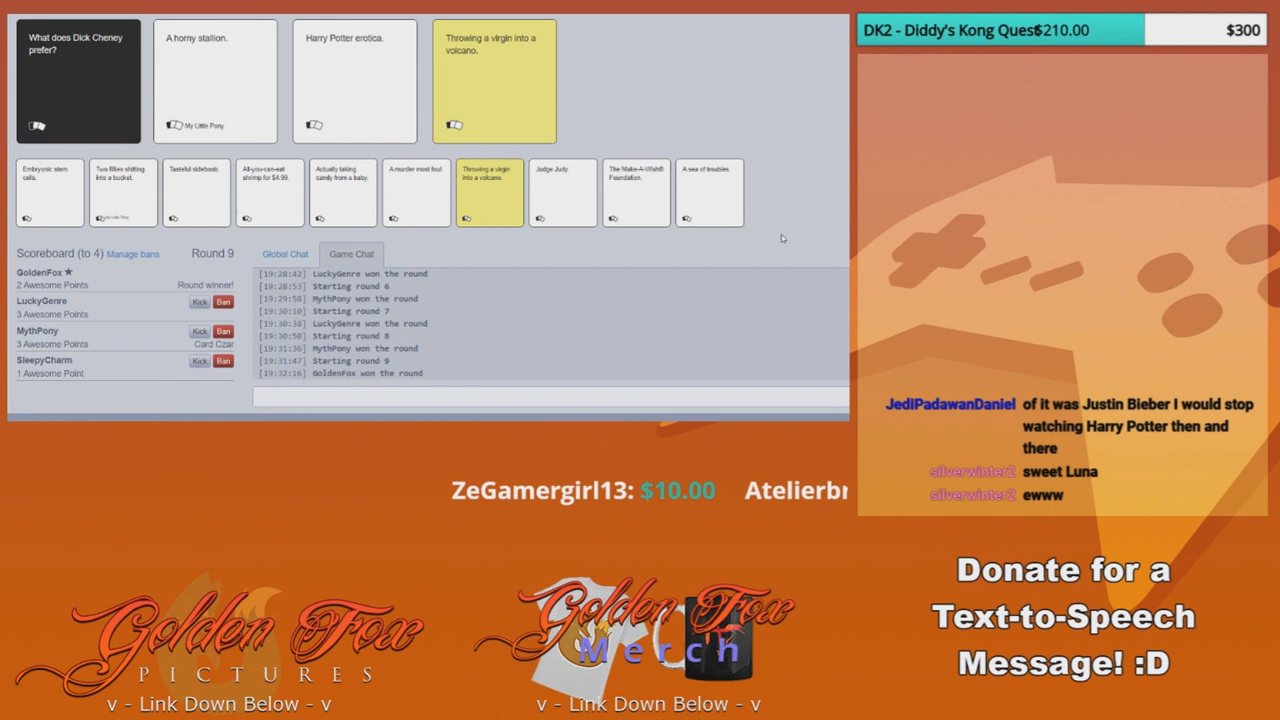 What does Dick Cheney
prefer?
A horny stallion.
My Little Pony
Harry Potter erotica.
Throwing a virgin into a
volcano.
Embryonic stem
cells.
Two fillies shitting
into a bucket.
My Little Pony
Tasteful sideboob.
All-you-can-eat
shrimp for $4.99.
Actually taking
candy from a baby.
A murder most foul.
Throwing a virgin
into a volcano.
Judge Judy.
The Make-A-Wish®
Foundation.
A sea of troubles.
Scoreboard (to 4) Manage bans Round 9
GoldenFox ★
2 Awesome Points Round winner!
LuckyGenre Kick Ban
3 Awesome Points
MythPony Kick Ban
3 Awesome Points Card Czar
SleepyCharm Kick Ban
1 Awesome Point
Global Chat Game Chat
[19:28:42] LuckyGenre won the round
[19:28:53] Starting round 6
[19:29:58] MythPony won the round
[19:30:10] Starting round 7
[19:30:38] LuckyGenre won the round
[19:30:50] Starting round 8
[19:31:36] MythPony won the round
[19:31:47] Starting round 9
[19:32:16] GoldenFox won the round
DK2 - Diddy's Kong Quest $210.00 $300
JediPadawanDaniel of it was Justin Bieber I would stop
watching Harry Potter then and
there
silverwinter2 sweet Luna
silverwinter2 ewww
ZeGamergirl13: $10.00 Atelierbr
Golden Fox
PICTURES
v - Link Down Below - v
Golden Fox
Merch
v - Link Down Below - v
Donate for a
Text-to-Speech
Message! :D